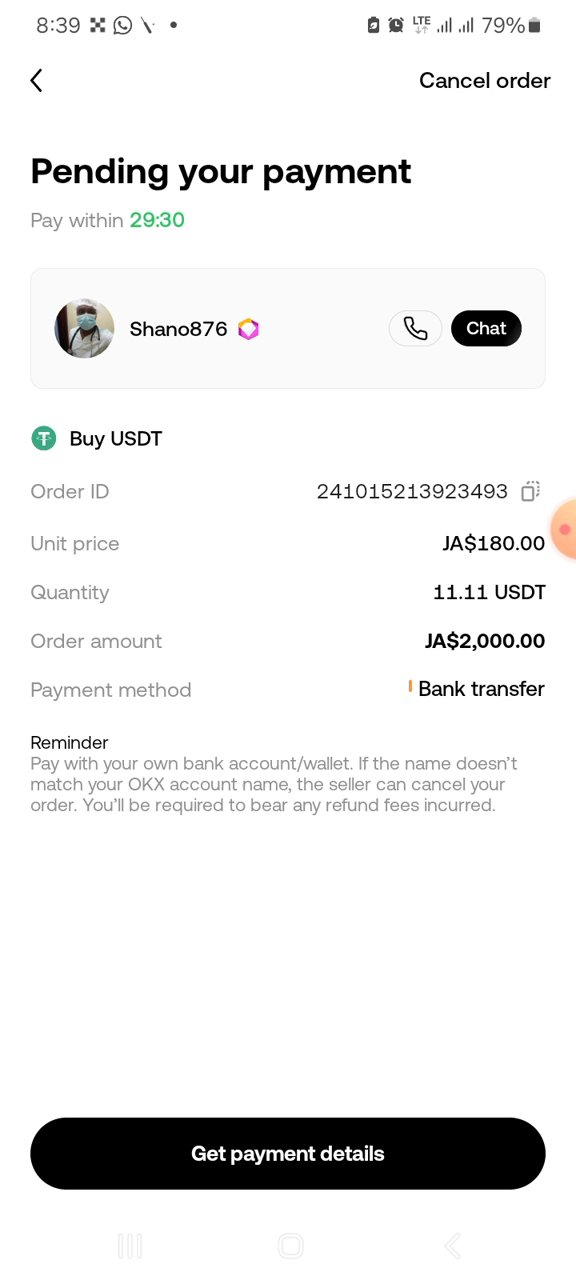 8:39 LTE 79%
Cancel order
Pending your payment
Pay within 29:30
Shano876 Chat
Buy USDT
Order ID 241015213923493
Unit price JA$180.00
Quantity 11.11 USDT
Order amount JA$2,000.00
Payment method Bank transfer
Reminder
Pay with your own bank account/wallet. If the name doesn’t
match your OKX account name, the seller can cancel your
order. You’ll be required to bear any refund fees incurred.
Get payment details